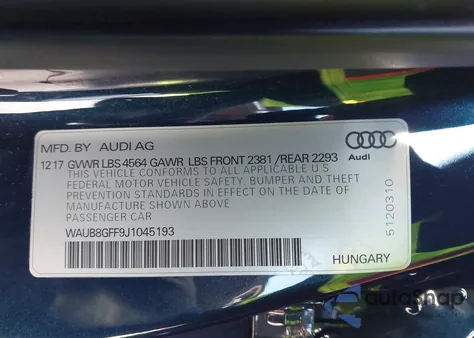 MFD. BY AUDI AG
12.17 GVWR LBS 4564 GAWR LBS FRONT 2381 /REAR 2293
Audi
THIS VEHICLE CONFORMS TO ALL APPLICABLE U S
FEDERAL MOTOR VEHICLE SAFETY, BUMPER AND THEFT
PREVENTION STANDARDS IN EFFECT ON THE DATE OF
MANUFACTURE SHOWN ABOVE
PASSENGER CAR
WAUB8GFF9J1045193
HUNGARY
5120310
autoSnap